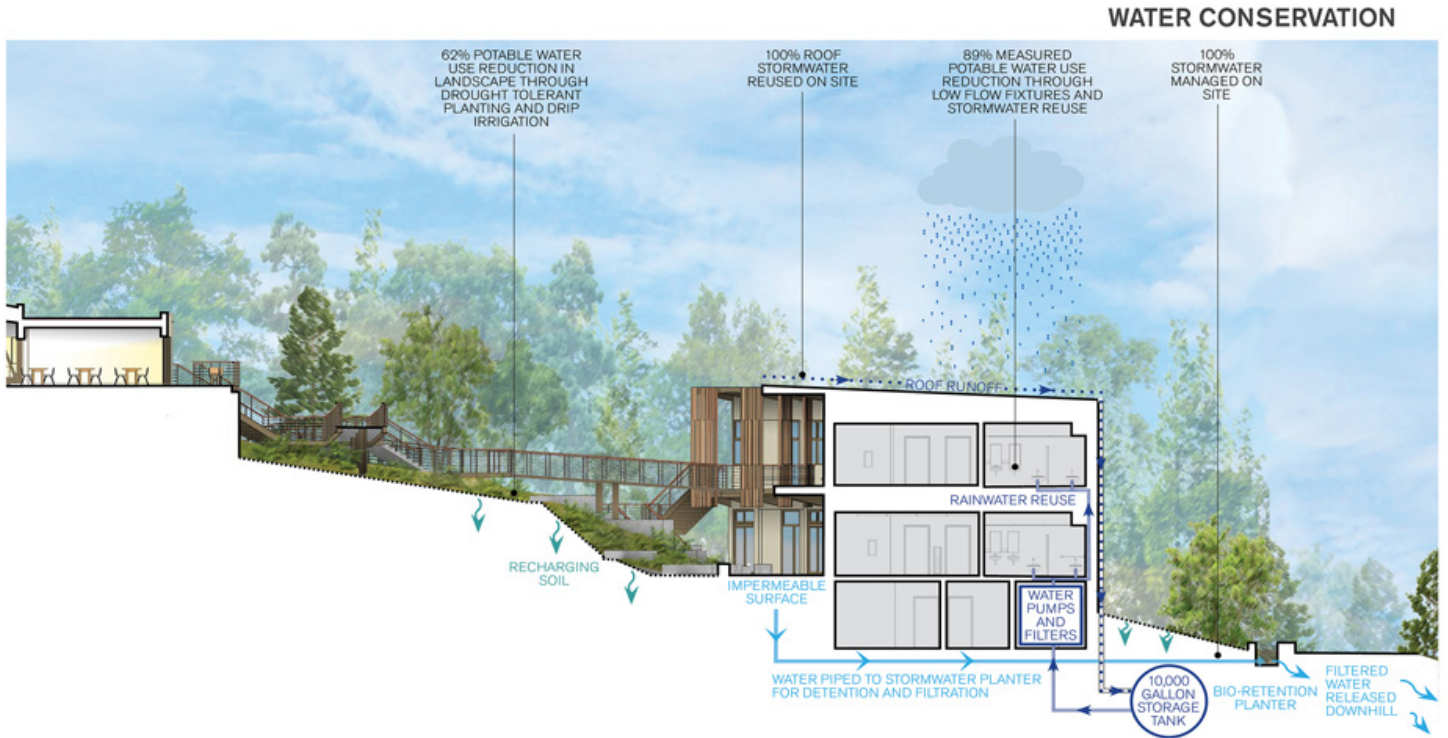 WATER CONSERVATION
62% POTABLE WATER
USE REDUCTION IN
LANDSCAPE THROUGH
DROUGHT TOLERANT
PLANTING AND DRIP
IRRIGATION
100% ROOF
STORMWATER
REUSED ON SITE
89% MEASURED
POTABLE WATER USE
REDUCTION THROUGH
LOW FLOW FIXTURES AND
STORMWATER REUSE
100%
STORMWATER
MANAGED ON
SITE
ROOF RUNOFF
RAINWATER REUSE
RECHARGING
SOIL
IMPERMEABLE
SURFACE
WATER
PUMPS
AND
FILTERS
WATER PIPED TO STORMWATER PLANTER
FOR DETENTION AND FILTRATION
10,000
GALLON
STORAGE
TANK
BIO-RETENTION
PLANTER
FILTERED
WATER
RELEASED
DOWNHILL